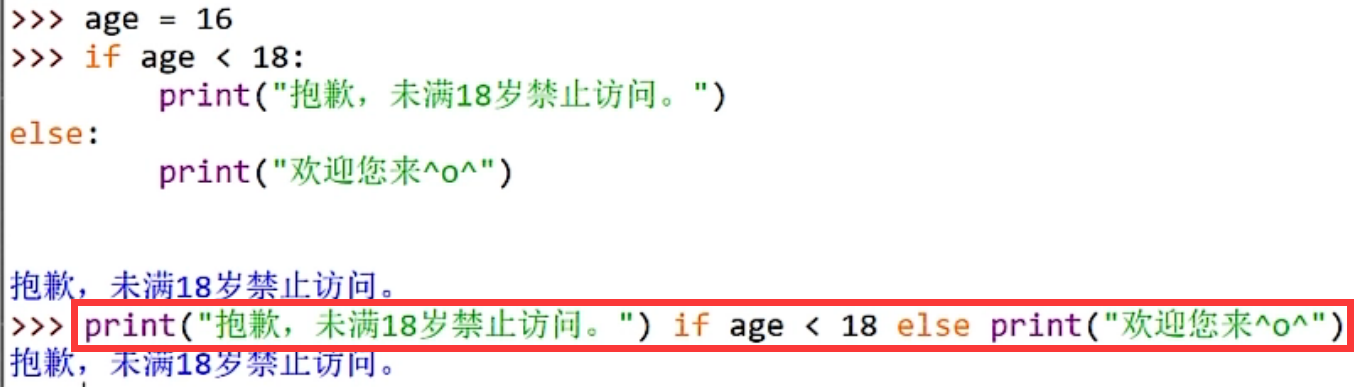 >>> age = 16
>>> if age < 18:
        print("抱歉，未满18岁禁止访问。")
else:
        print("欢迎您来^o^")
抱歉，未满18岁禁止访问。
>>> print("抱歉，未满18岁禁止访问。") if age < 18 else print("欢迎您来^o^")
抱歉，未满18岁禁止访问。